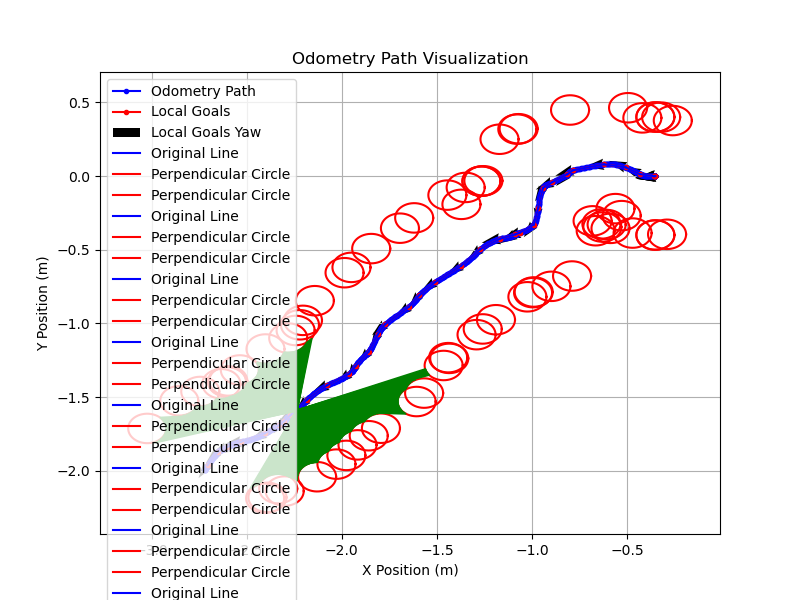 Odometry Path Visualization
Y Position (m)
0.5
0.0
−0.5
−1.0
−1.5
−2.0
Odometry Path
Local Goals
Local Goals Yaw
Original Line
Perpendicular Circle
Perpendicular Circle
Original Line
Perpendicular Circle
Perpendicular Circle
Original Line
Perpendicular Circle
Perpendicular Circle
Original Line
Perpendicular Circle
Perpendicular Circle
Original Line
Perpendicular Circle
Perpendicular Circle
Original Line
Perpendicular Circle
Perpendicular Circle
Original Line
Perpendicular Circle
Perpendicular Circle
Original Line
−2.0 −1.5 −1.0 −0.5
X Position (m)